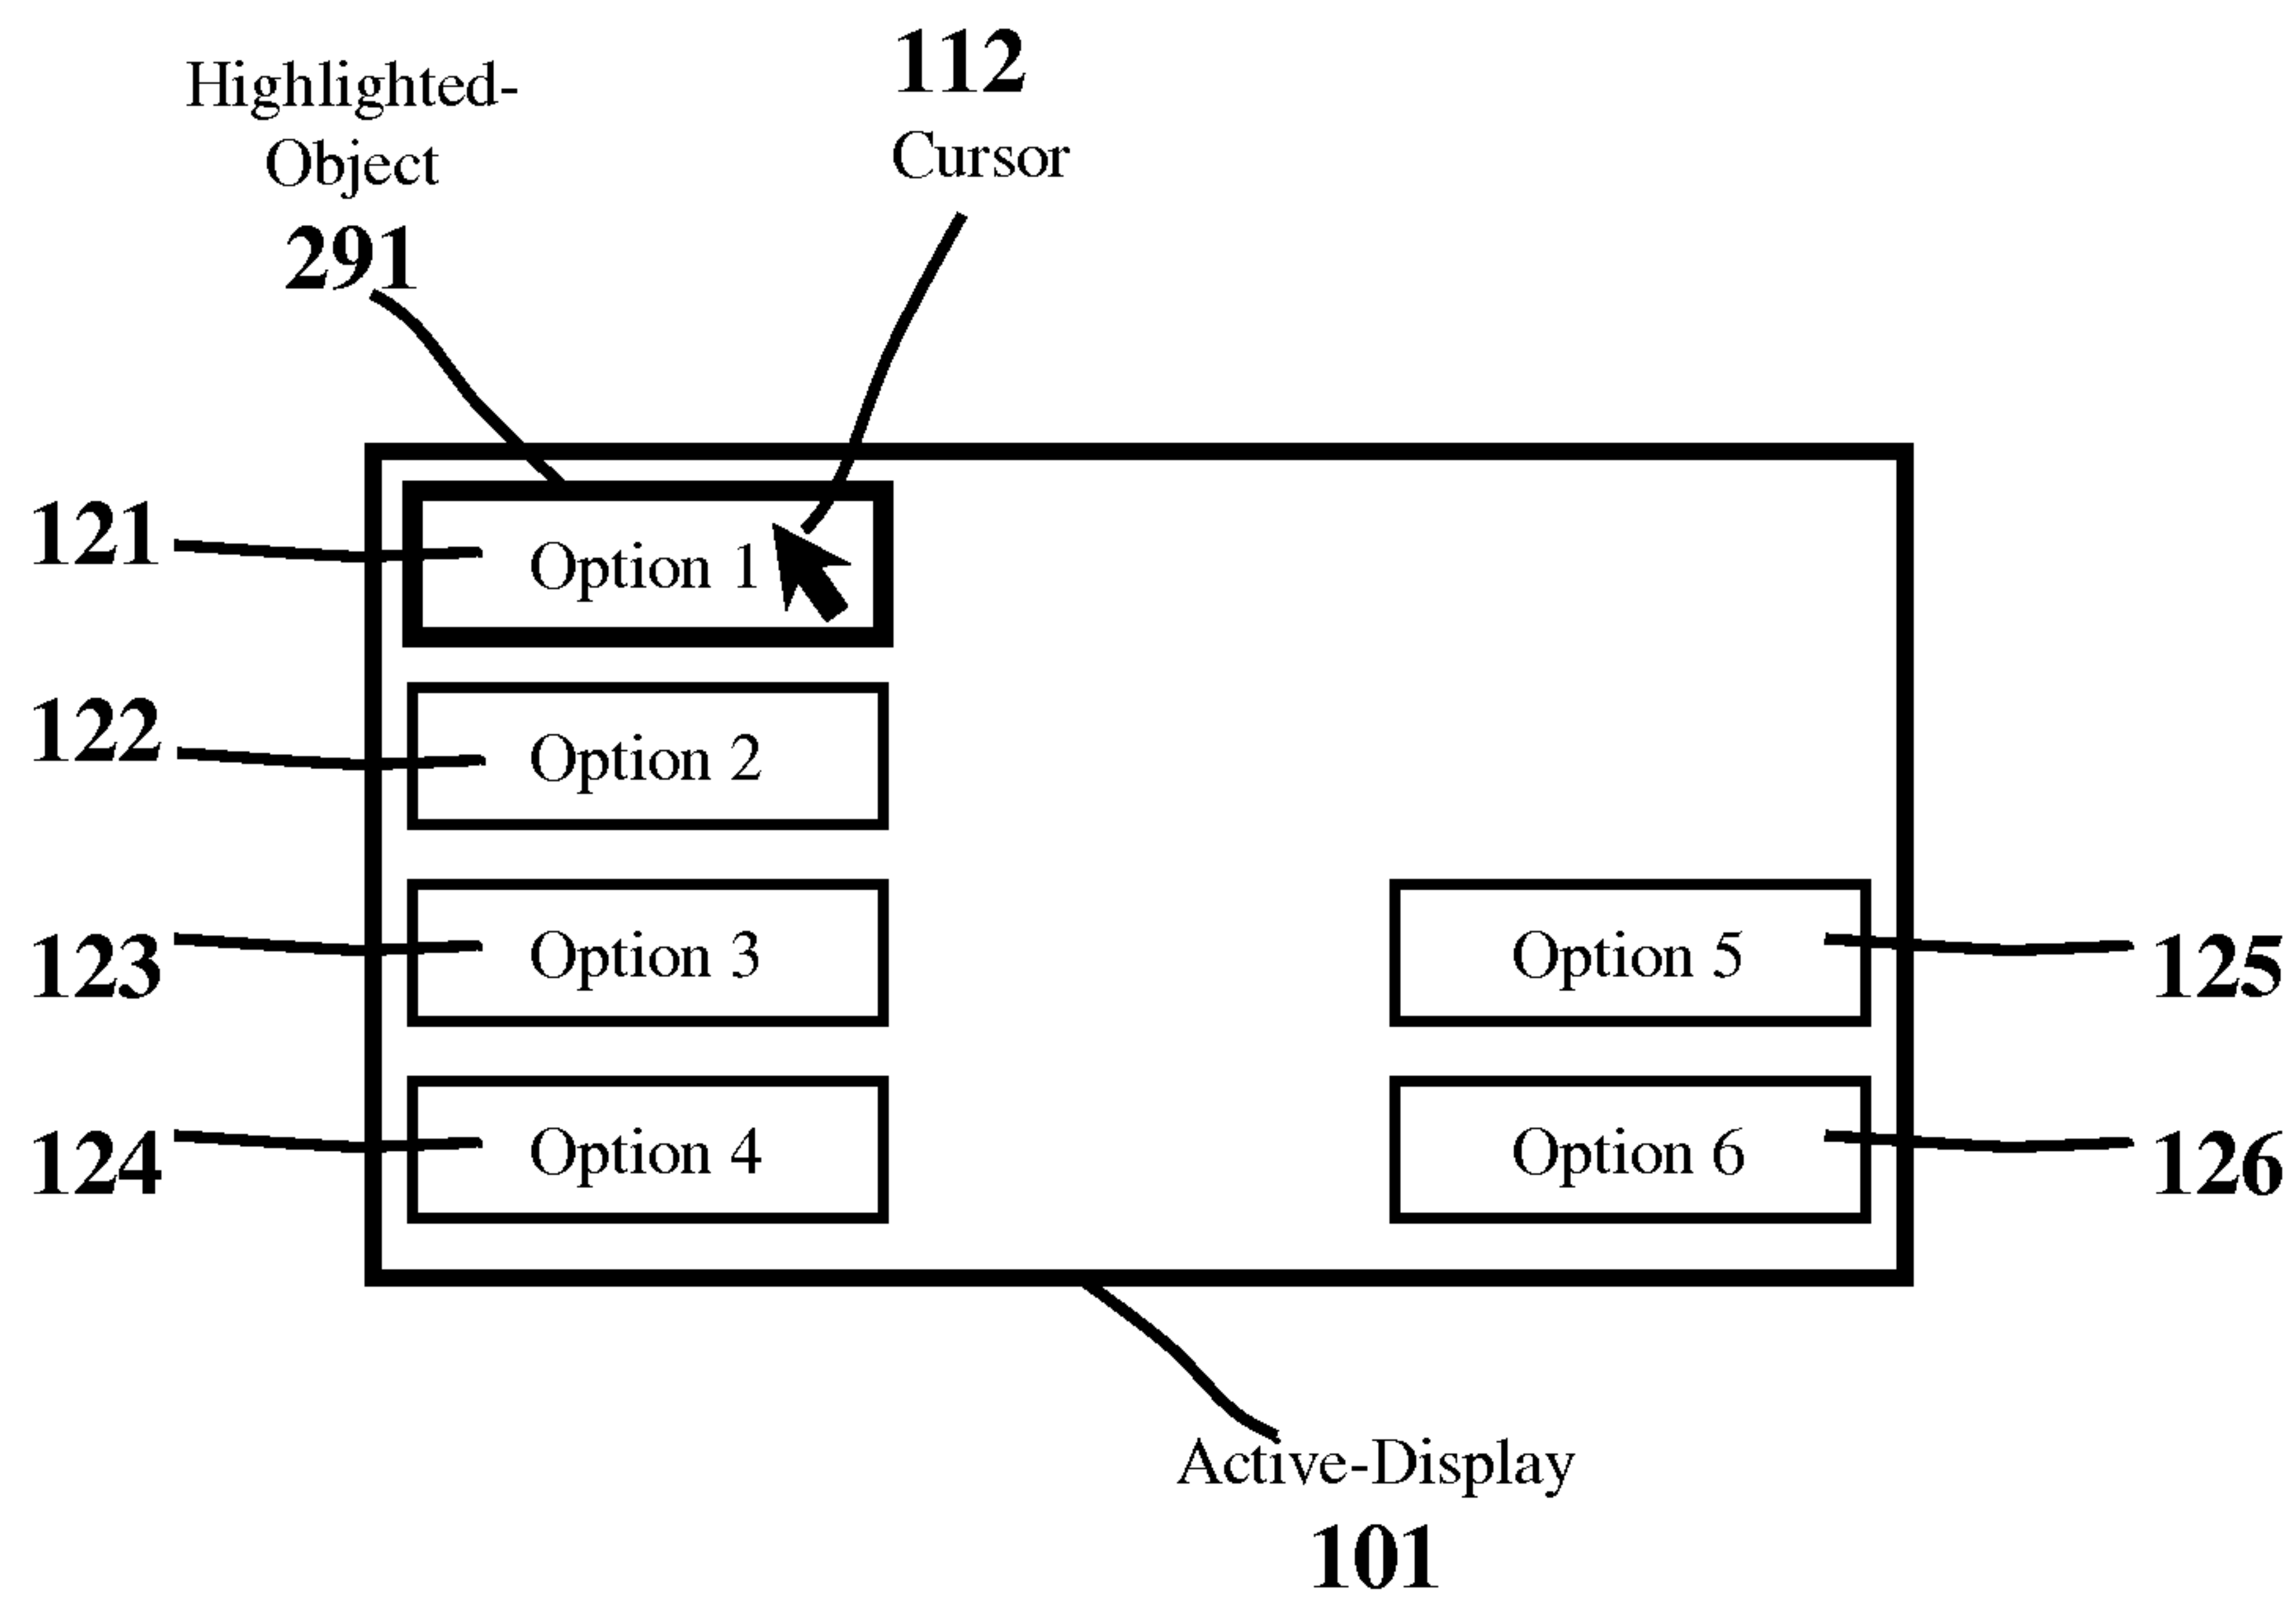 Highlighted-
Object
291
112
Cursor
121
Option 1
122
Option 2
123
Option 3
Option 5
125
124
Option 4
Option 6
126
Active-Display
101